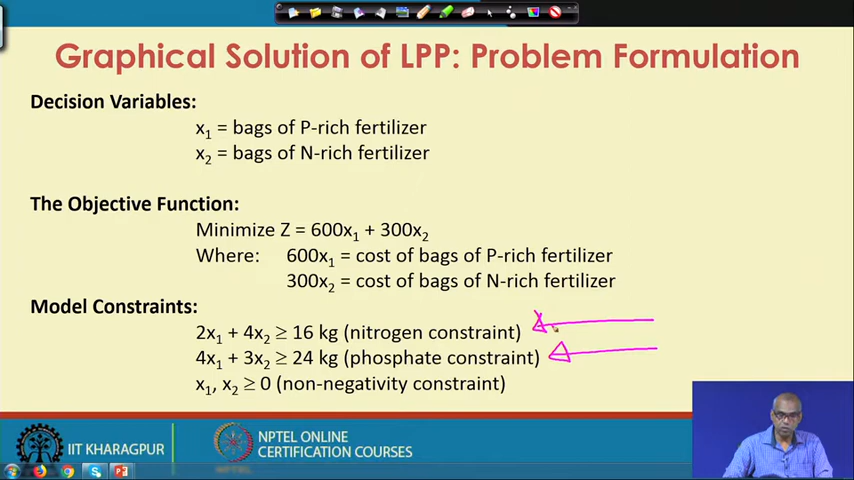 Graphical Solution of LPP: Problem Formulation
Decision Variables:
x₁ = bags of P-rich fertilizer
x₂ = bags of N-rich fertilizer
The Objective Function:
Minimize Z = 600x₁ + 300x₂
Where: 600x₁ = cost of bags of P-rich fertilizer
300x₂ = cost of bags of N-rich fertilizer
Model Constraints:
2x₁ + 4x₂ ≥ 16 kg (nitrogen constraint)
4x₁ + 3x₂ ≥ 24 kg (phosphate constraint)
x₁, x₂ ≥ 0 (non-negativity constraint)
IIT KHARAGPUR
NPTEL ONLINE
CERTIFICATION COURSES